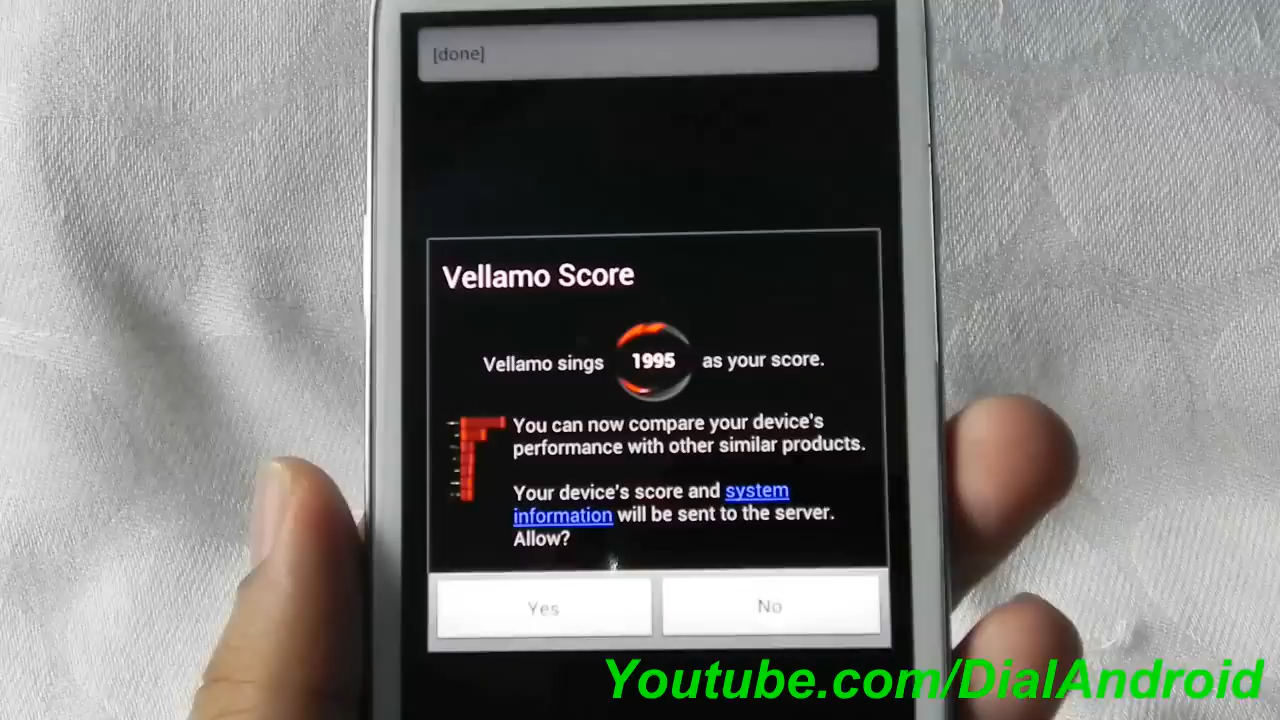 [done]
Vellamo Score
Vellamo sings 1995 as your score.
You can now compare your device's
performance with other similar products.
Your device's score and system
information will be sent to the server.
Allow?
Yes No
Youtube.com/DialAndroid